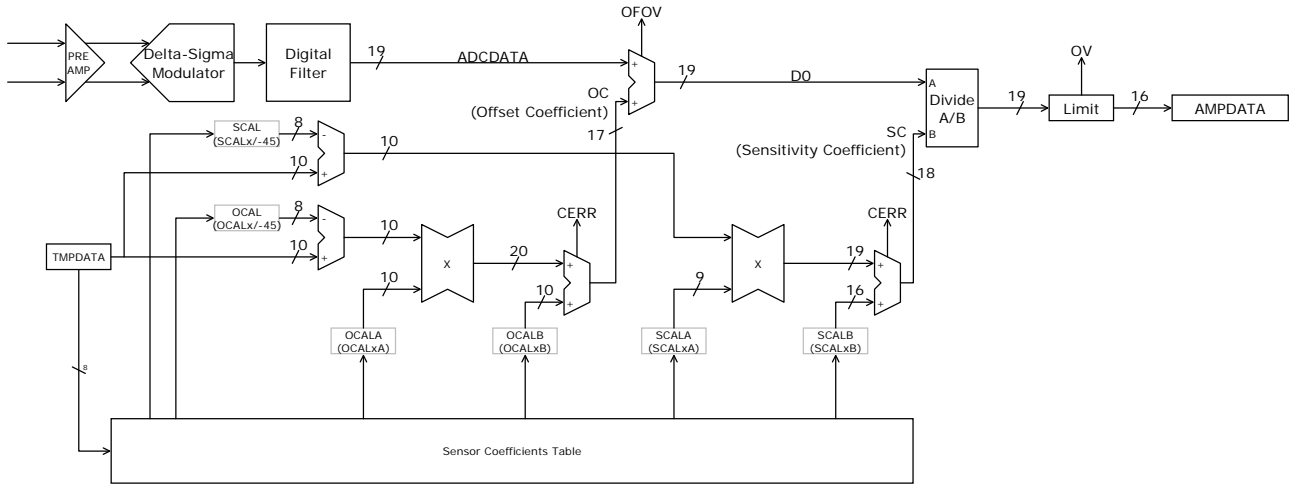 OFOV
PRE
AMP
Delta-Sigma
Modulator
Digital
Filter
19
ADCDATA
+
+
19
D0
OC
(Offset Coefficient)
17
A
Divide
A/B
B
19
OV
Limit
16
AMPDATA
SC
(Sensitivity Coefficient)
18
SCAL
(SCALx/-45)
8
-
10
+
10
OCAL
(OCALx/-45)
8
-
10
+
10
TMPDATA
8
X
10
20
CERR
+
10
+
X
9
19
CERR
+
16
+
OCALA
(OCALxA)
OCALB
(OCALxB)
SCALA
(SCALxA)
SCALB
(SCALxB)
Sensor Coefficients Table